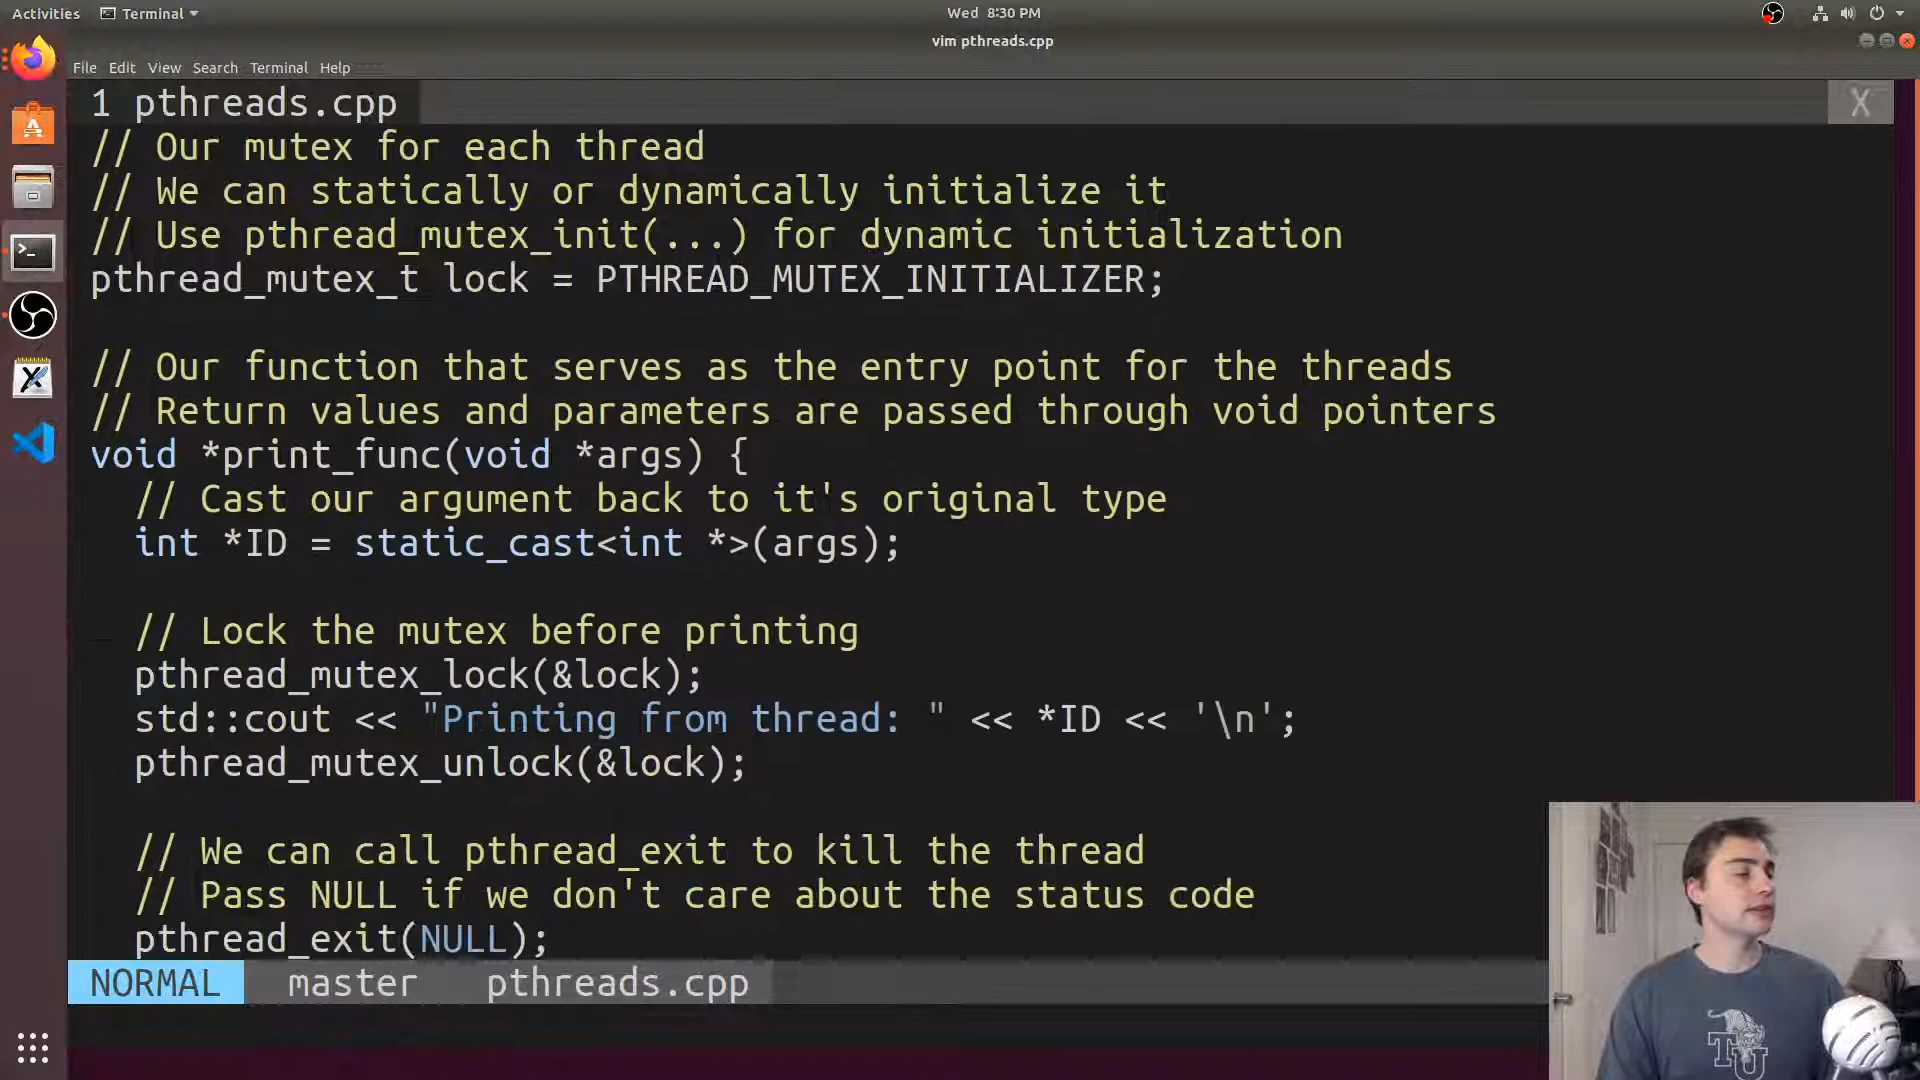 Activities Terminal Wed 8:30 PM
vim pthreads.cpp
File Edit View Search Terminal Help
1 pthreads.cpp X
// Our mutex for each thread
// We can statically or dynamically initialize it
// Use pthread_mutex_init(...) for dynamic initialization
pthread_mutex_t lock = PTHREAD_MUTEX_INITIALIZER;
// Our function that serves as the entry point for the threads
// Return values and parameters are passed through void pointers
void *print_func(void *args) {
// Cast our argument back to it's original type
int *ID = static_cast<int *>(args);
// Lock the mutex before printing
pthread_mutex_lock(&lock);
std::cout << "Printing from thread: " << *ID << '\n';
pthread_mutex_unlock(&lock);
// We can call pthread_exit to kill the thread
// Pass NULL if we don't care about the status code
pthread_exit(NULL);
NORMAL master pthreads.cpp
TU